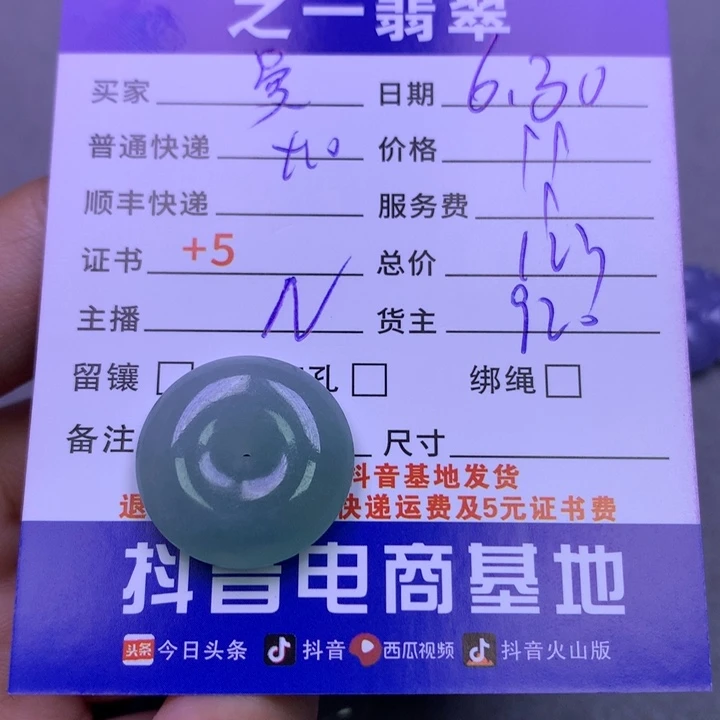 之一翡翠
买家 日期 6.30
普通快递 +10 价格
顺丰快递 服务费
证书 +5 总价
主播 N 货主 920
留镶 孔 绑绳
备注 尺寸
抖音基地发货
退 快递运费及5元证书费
抖音电商基地
头条 今日头条 抖音 西瓜视频 抖音火山版